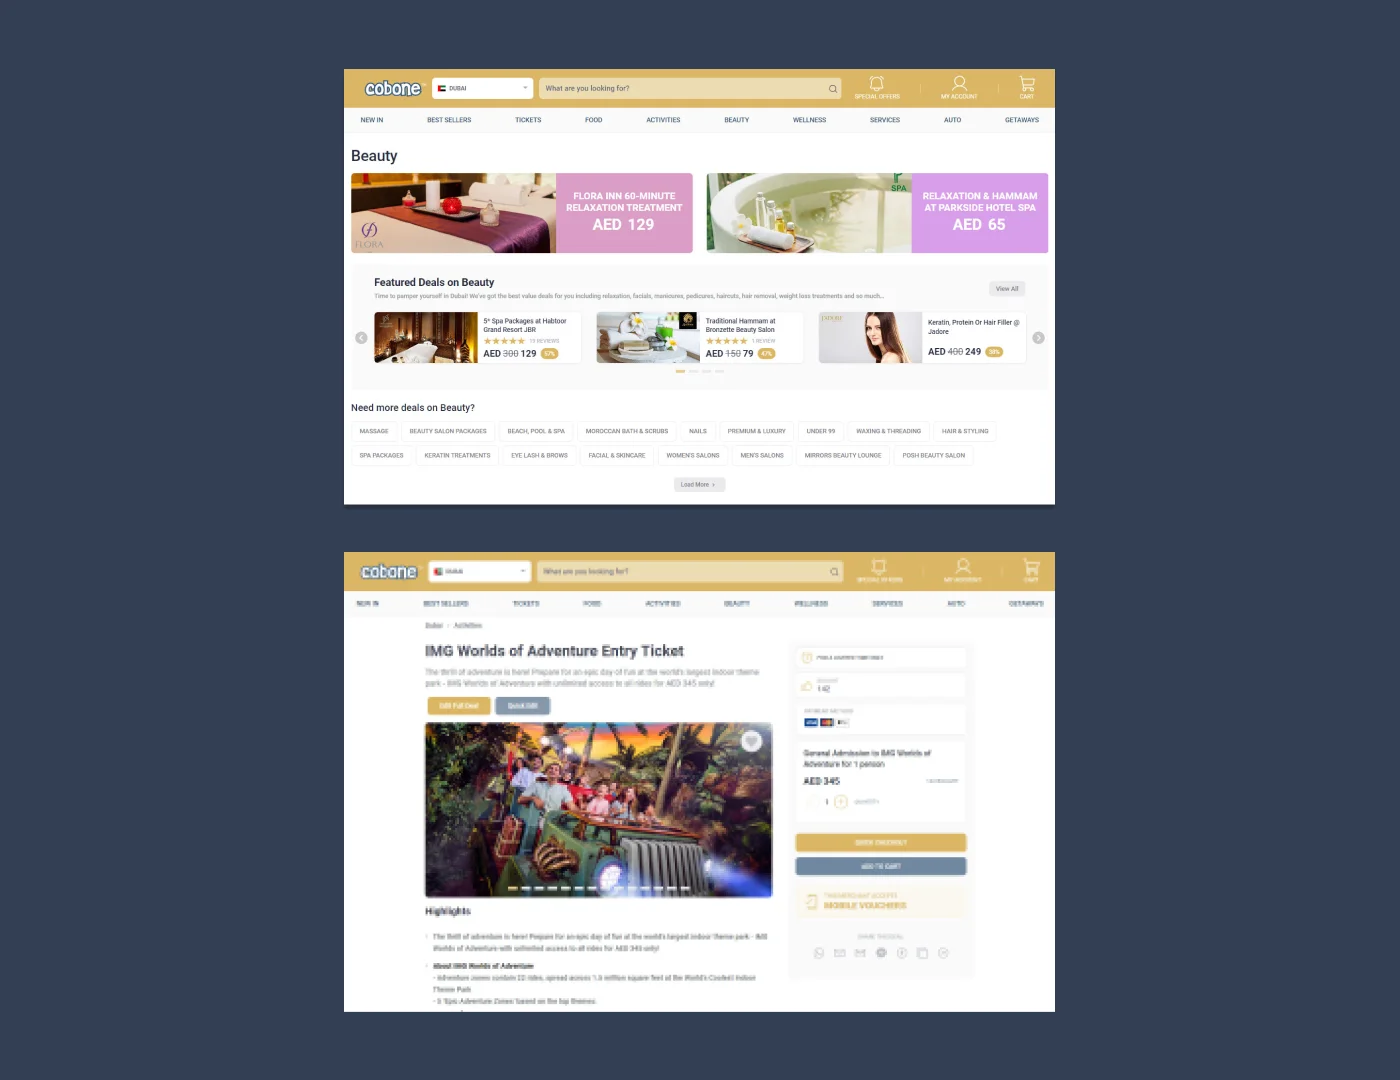 cobone
DUBAI
What are you looking for?
SPECIAL OFFERS
MY ACCOUNT
CART
NEW IN
BEST SELLERS
TICKETS
FOOD
ACTIVITIES
BEAUTY
WELLNESS
SERVICES
AUTO
GETAWAYS
Beauty
FLORA
FLORA INN 60-MINUTE
RELAXATION TREATMENT
AED 129
SPA
RELAXATION & HAMMAM
AT PARKSIDE HOTEL SPA
AED 65
Featured Deals on Beauty
Time to pamper yourself in Dubai! We've got the best value deals for you including relaxation, facials, manicures, pedicures, haircuts, hair removal, weight loss treatments and so much...
View All
5* Spa Packages at Habtoor
Grand Resort JBR
13 REVIEWS
AED 300 129 57%
Traditional Hammam at
Bronzette Beauty Salon
1 REVIEW
AED 150 79 47%
Keratin, Protein Or Hair Filler @
Jadore
AED 400 249 38%
Need more deals on Beauty?
MASSAGE
BEAUTY SALON PACKAGES
BEACH, POOL & SPA
MOROCCAN BATH & SCRUBS
NAILS
PREMIUM & LUXURY
UNDER 99
WAXING & THREADING
HAIR & STYLING
SPA PACKAGES
KERATIN TREATMENTS
EYE LASH & BROWS
FACIAL & SKINCARE
WOMEN'S SALONS
MEN'S SALONS
MIRRORS BEAUTY LOUNGE
POSH BEAUTY SALON
Load More
cobone
DUBAI
What are you looking for?
SPECIAL OFFERS
MY ACCOUNT
CART
NEW IN
BEST SELLERS
TICKETS
FOOD
ACTIVITIES
BEAUTY
WELLNESS
SERVICES
AUTO
GETAWAYS
Dubai
Activities
IMG Worlds of Adventure Entry Ticket
The thrill of adventure is here! Prepare for an epic day of fun at the world's largest indoor theme
park - IMG Worlds of Adventure with unlimited access to all rides for AED 345 only!
Edit Full Deal
Quick Edit
142
General Admission to IMG Worlds of
Adventure for 1 person
AED 345
1
QUICK CHECKOUT
ADD TO CART
THIS MERCHANT ACCEPTS
MOBILE VOUCHERS
SHARE THIS DEAL
Highlights
The thrill of adventure is here! Prepare for an epic day of fun at the world's largest indoor theme park - IMG
Worlds of Adventure with unlimited access to all rides for AED 345 only!
About IMG Worlds of Adventure
- Adventure zones contain 22 rides, spread across 1.5 million square feet at the World's Coolest Indoor
Theme Park
- 5 'Epic Adventure Zones' based on the top themes: